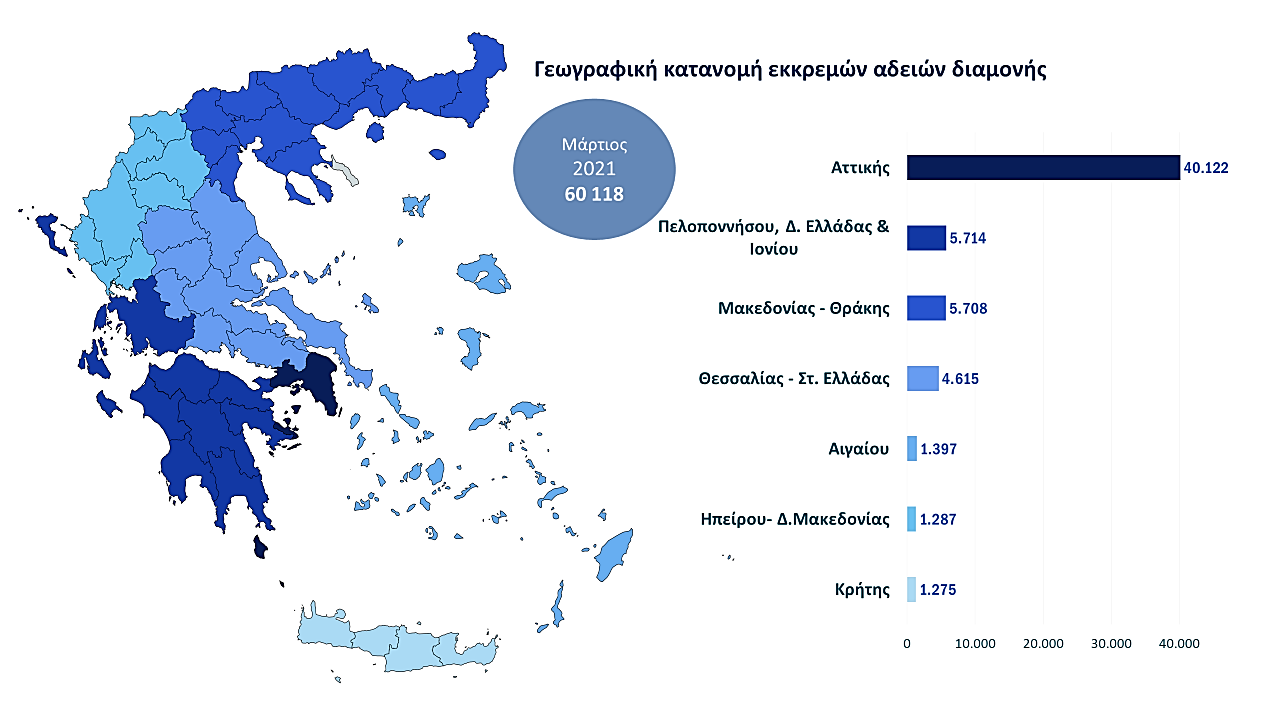 Γεωγραφική κατανομή εκκρεμών αδειών διαμονής
Μάρτιος
2021
60 118
Αττικής
40.122
Πελοποννήσου, Δ. Ελλάδας &
Ιονίου
5.714
Μακεδονίας - Θράκης
5.708
Θεσσαλίας - Στ. Ελλάδας
4.615
Αιγαίου
1.397
Ηπείρου- Δ.Μακεδονίας
1.287
Κρήτης
1.275
0
10.000
20.000
30.000
40.000